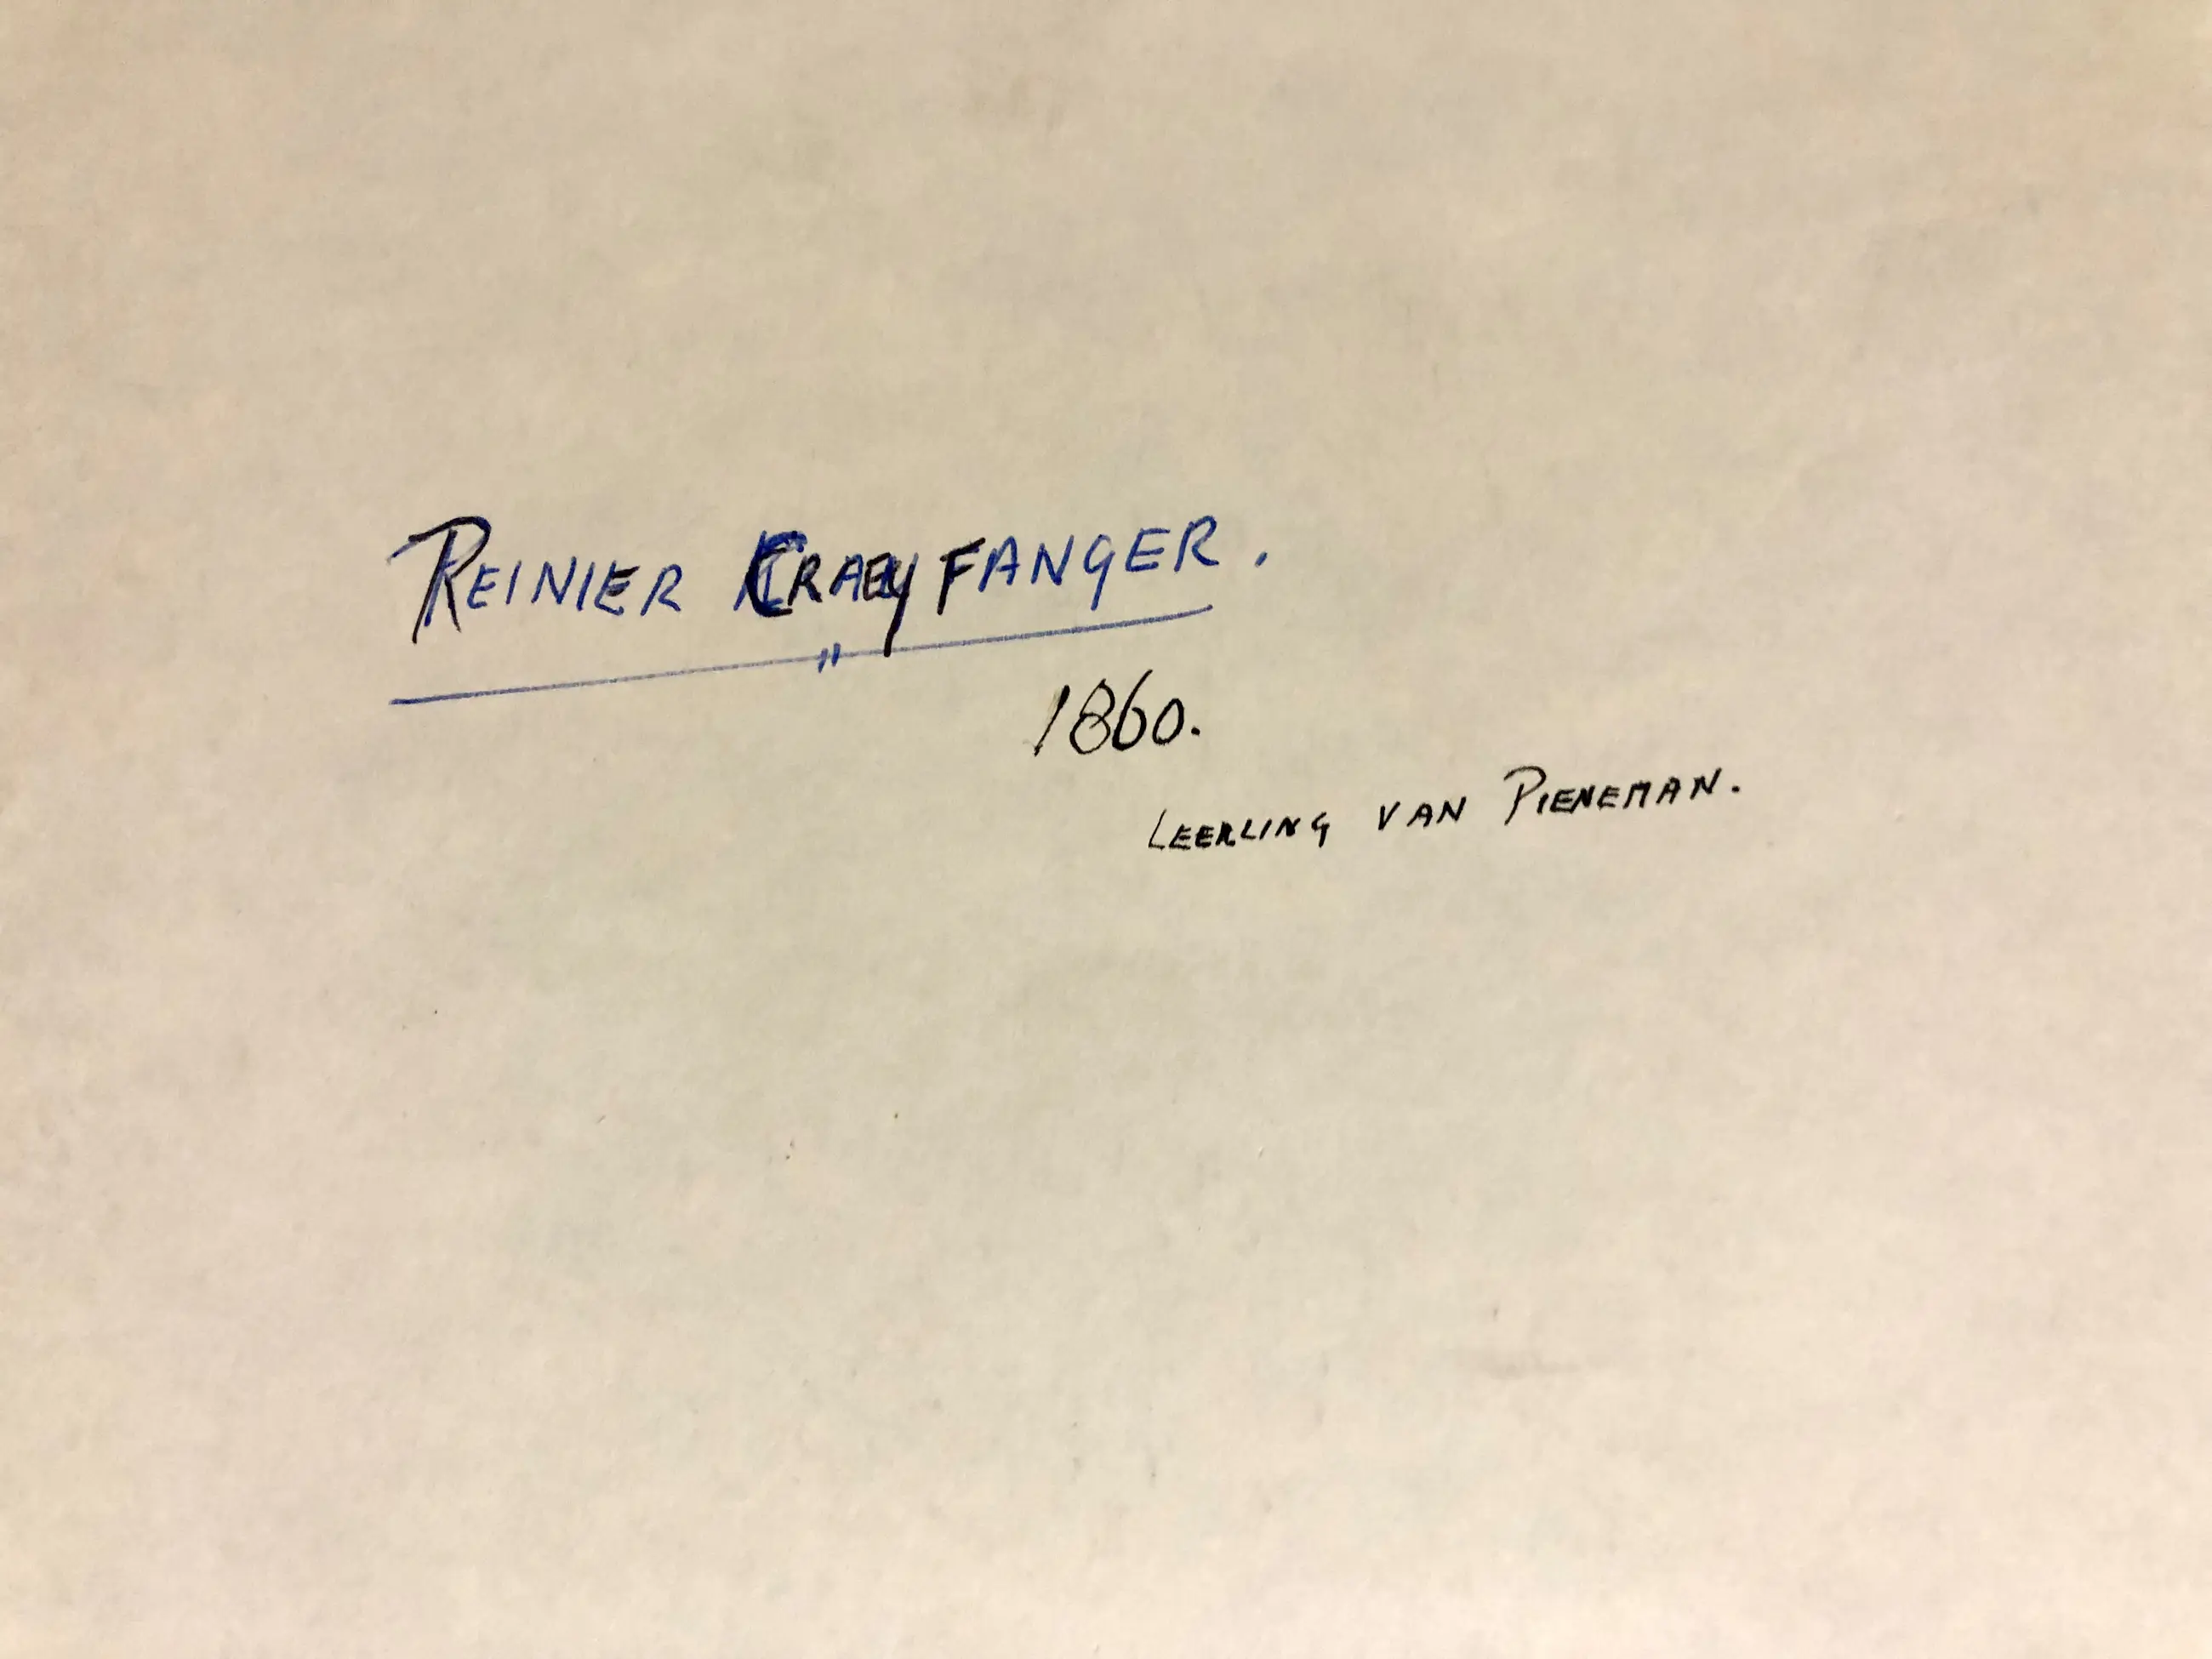 REINIER CRAEYFANGER.
"
1860.
LEERLING VAN PIENEMAN.